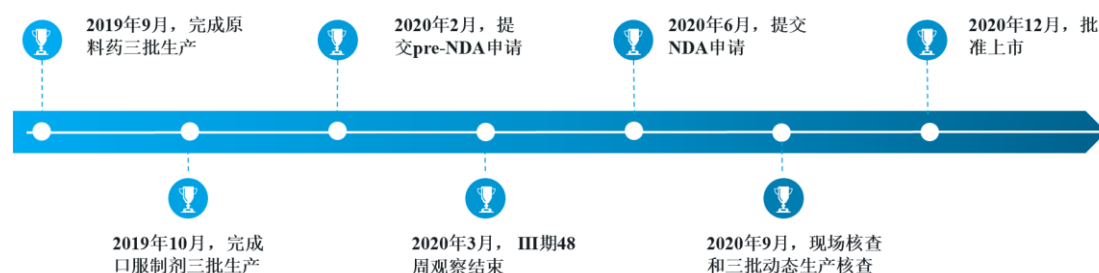 2019年9月，完成原
料药三批生产
2020年2月，提
交pre-NDA申请
2020年6月，提交
NDA申请
2020年12月，批
准上市
2019年10月，完成
口服制剂三批生产
2020年3月， III期48
周观察结束
2020年9月，现场核查
和三批动态生产核查